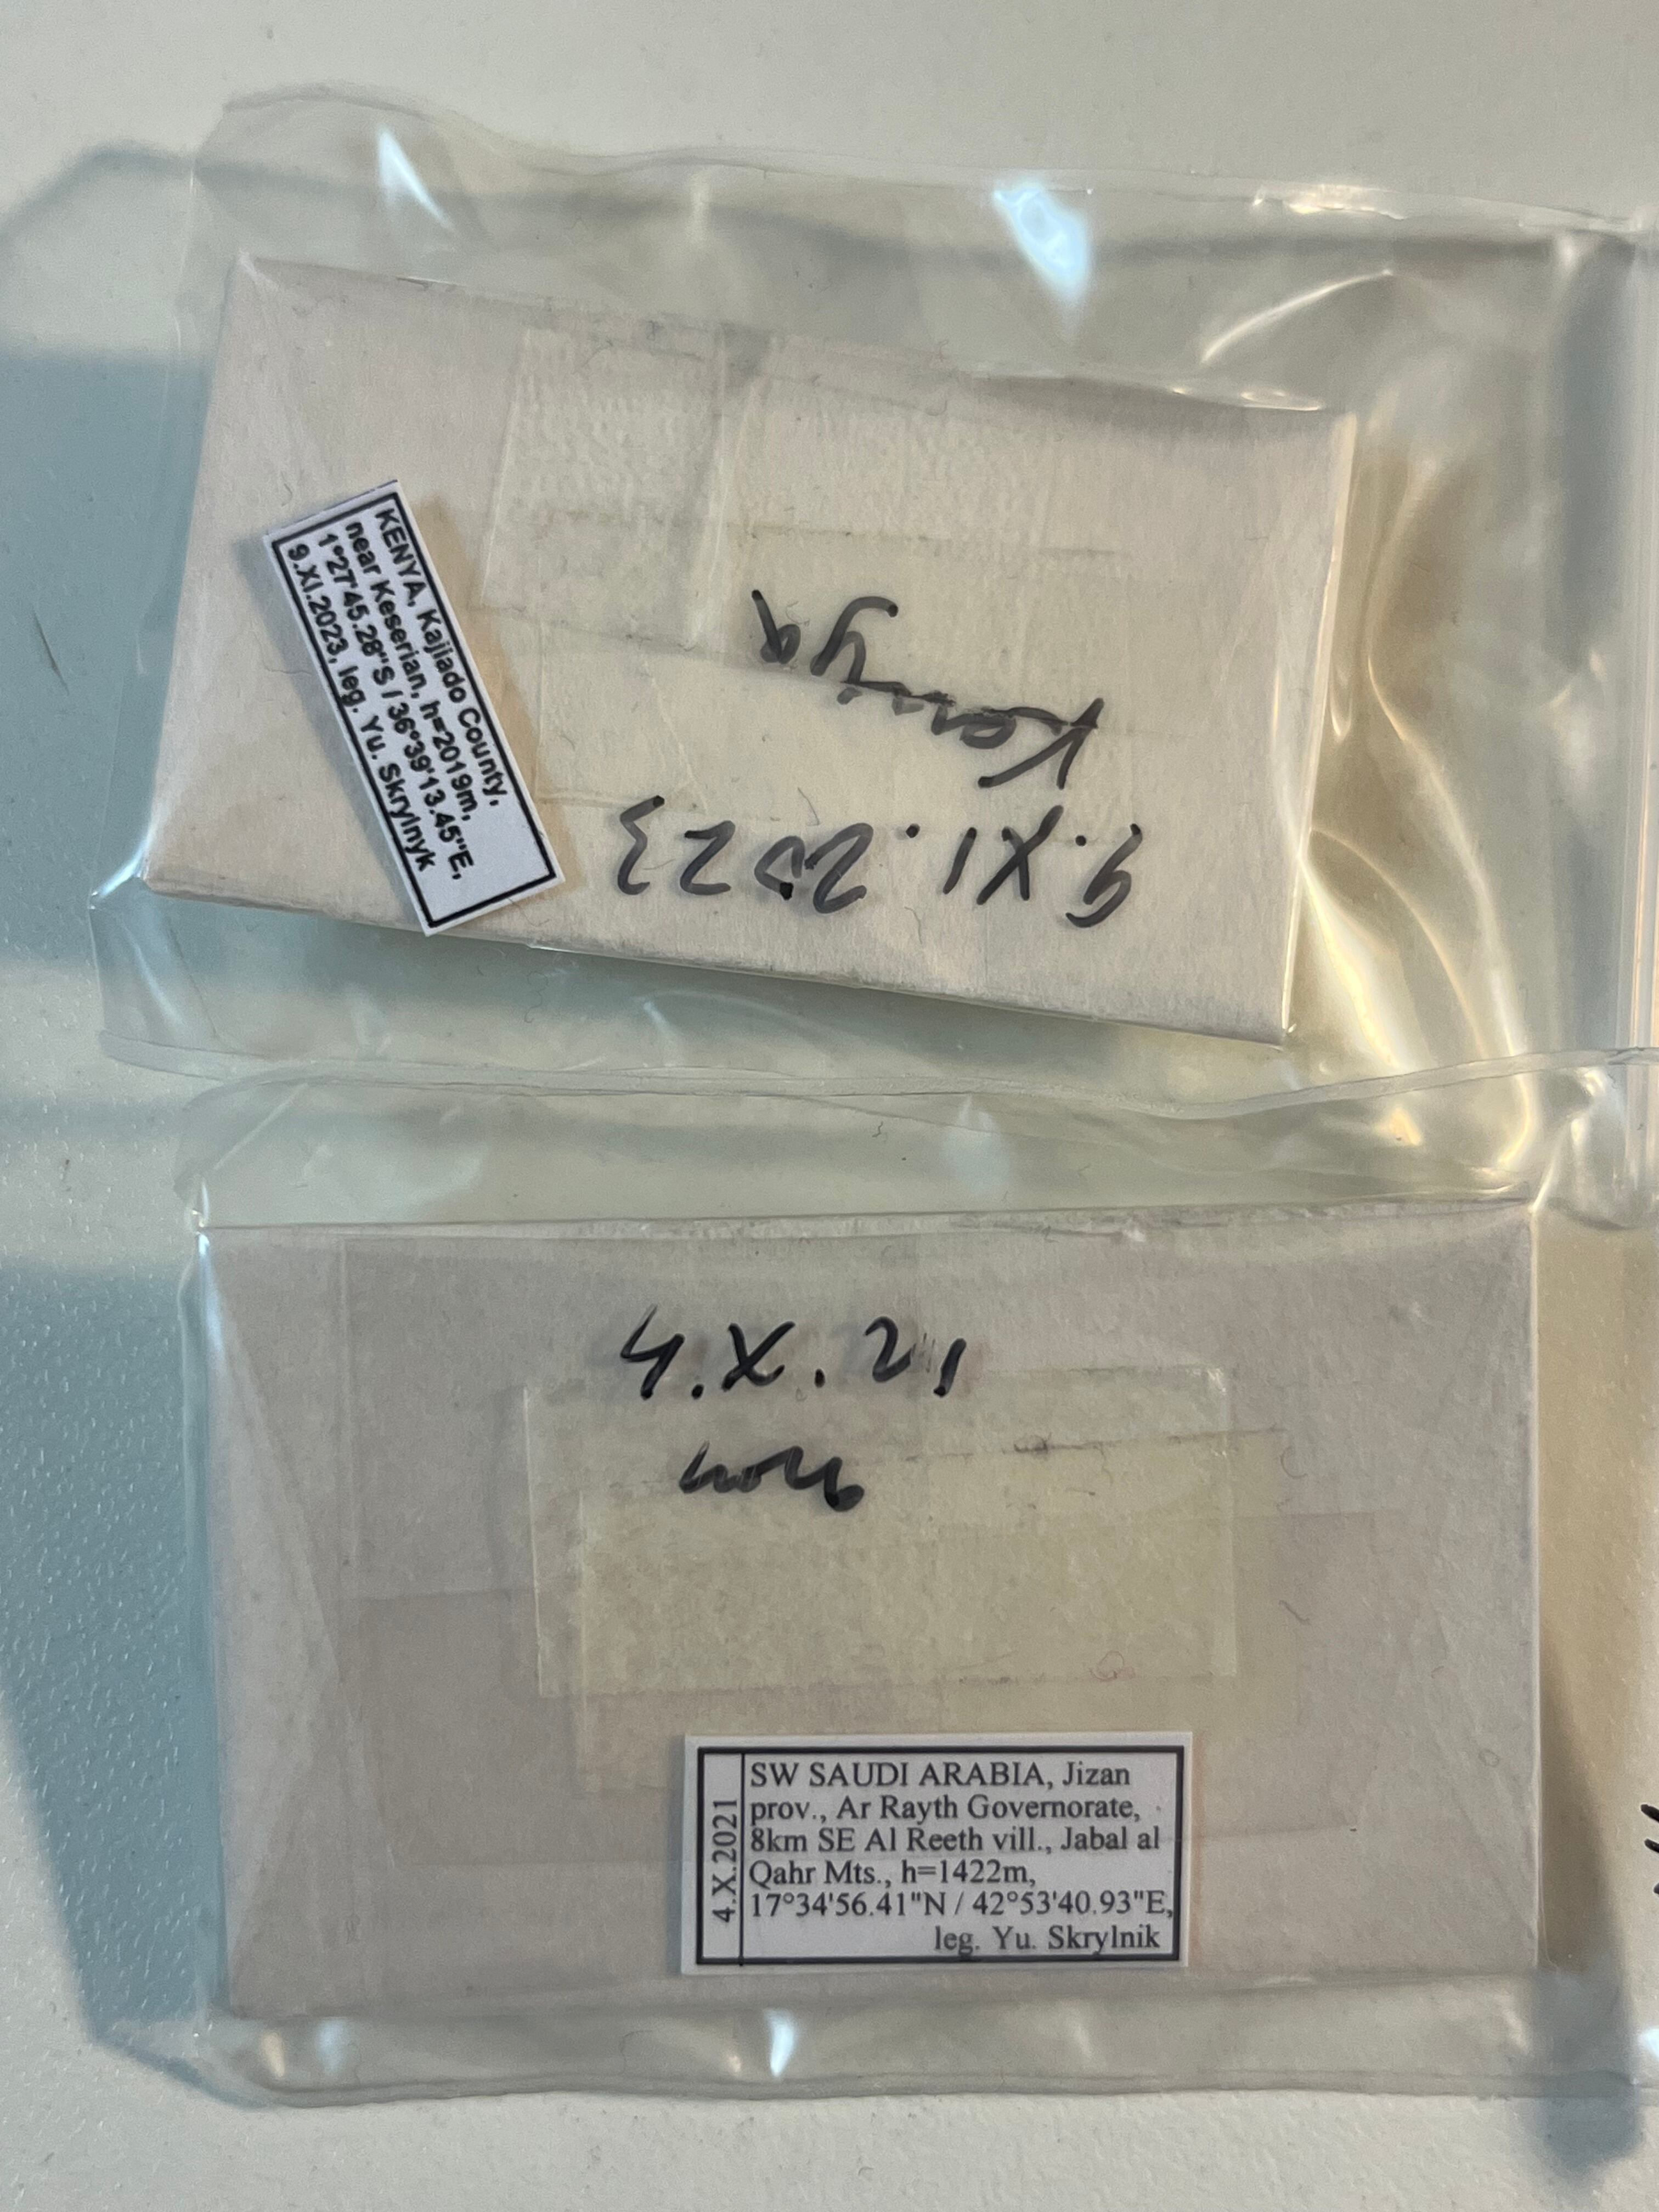 KENYA, Kajiado County,
near Keserian, h=2019m,
1°27'45.28"S / 36°39'13.45"E,
9.XI.2023, leg. Yu. Skrylnyk
9.XI.2023
Kenya
4.X.21
ночь
4.X.2021
SW SAUDI ARABIA, Jizan
prov., Ar Rayth Governorate,
8km SE Al Reeth vill., Jabal al
Qahr Mts., h=1422m,
17°34'56.41"N / 42°53'40.93"E,
leg. Yu. Skrylnik